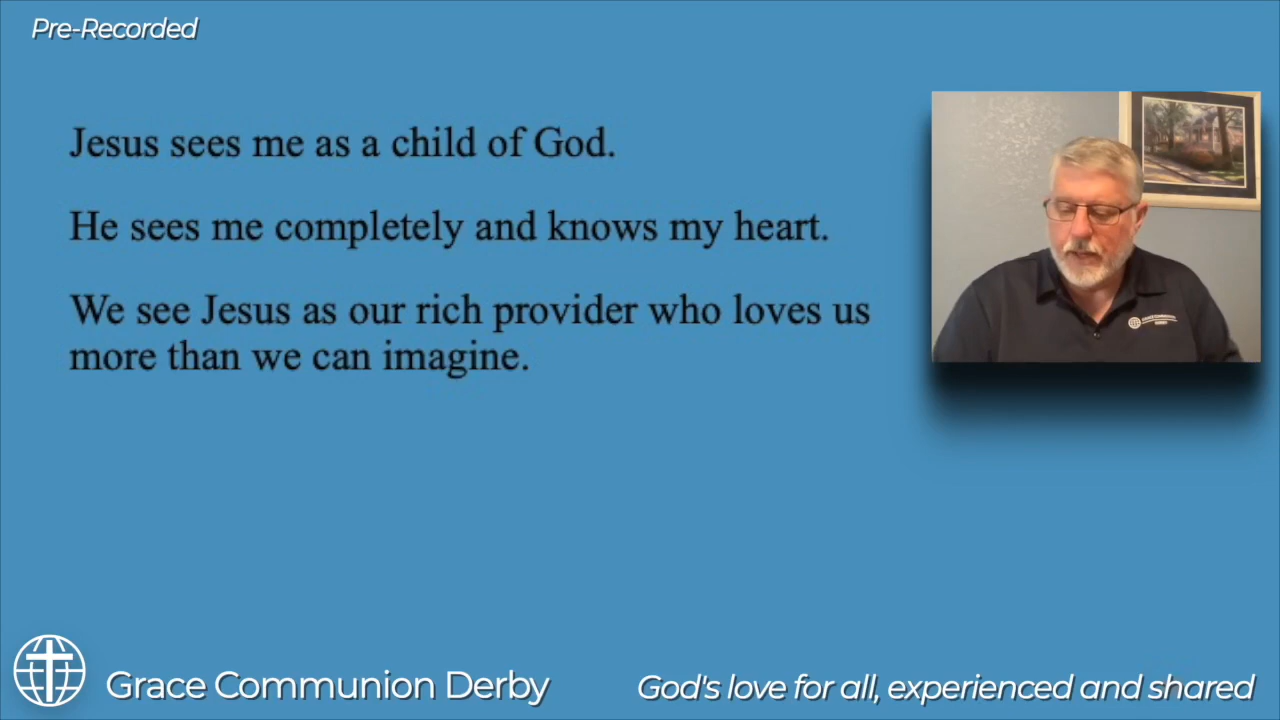 Pre-Recorded
Jesus sees me as a child of God.
He sees me completely and knows my heart.
We see Jesus as our rich provider who loves us
more than we can imagine.
Grace Communion Derby
God's love for all, experienced and shared